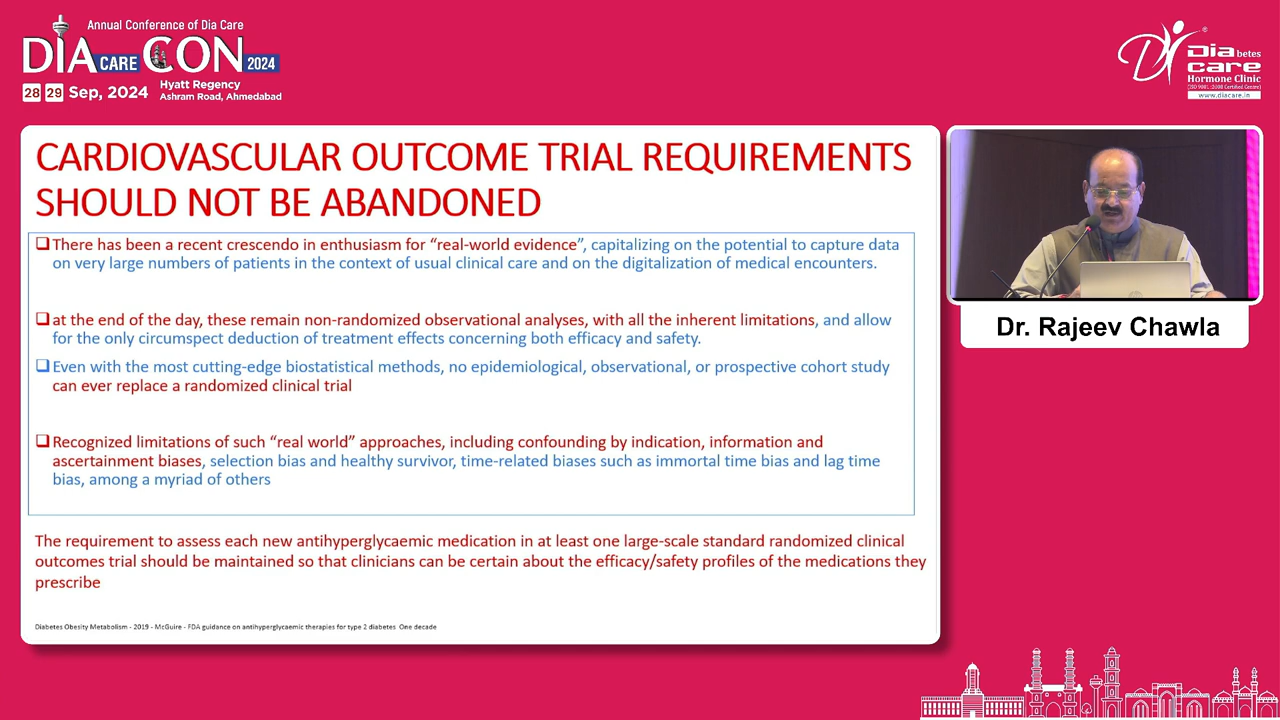 Annual Conference of Dia Care
DIA CARE CON 2024
28 29 Sep, 2024
Hyatt Regency
Ashram Road, Ahmedabad
Diabetes
care
Hormone Clinic
(ISO 9001 : 2008 Certified Centre)
www.diacare.in
CARDIOVASCULAR OUTCOME TRIAL REQUIREMENTS
SHOULD NOT BE ABANDONED
There has been a recent crescendo in enthusiasm for “real-world evidence”, capitalizing on the potential to capture data
on very large numbers of patients in the context of usual clinical care and on the digitalization of medical encounters.
at the end of the day, these remain non-randomized observational analyses, with all the inherent limitations, and allow
for the only circumspect deduction of treatment effects concerning both efficacy and safety.
Even with the most cutting-edge biostatistical methods, no epidemiological, observational, or prospective cohort study
can ever replace a randomized clinical trial
Recognized limitations of such “real world” approaches, including confounding by indication, information and
ascertainment biases, selection bias and healthy survivor, time-related biases such as immortal time bias and lag time
bias, among a myriad of others
The requirement to assess each new antihyperglycaemic medication in at least one large-scale standard randomized clinical
outcomes trial should be maintained so that clinicians can be certain about the efficacy/safety profiles of the medications they
prescribe
Diabetes Obesity Metabolism - 2019 - McGuire - FDA guidance on antihyperglycaemic therapies for type 2 diabetes One decade
Dr. Rajeev Chawla